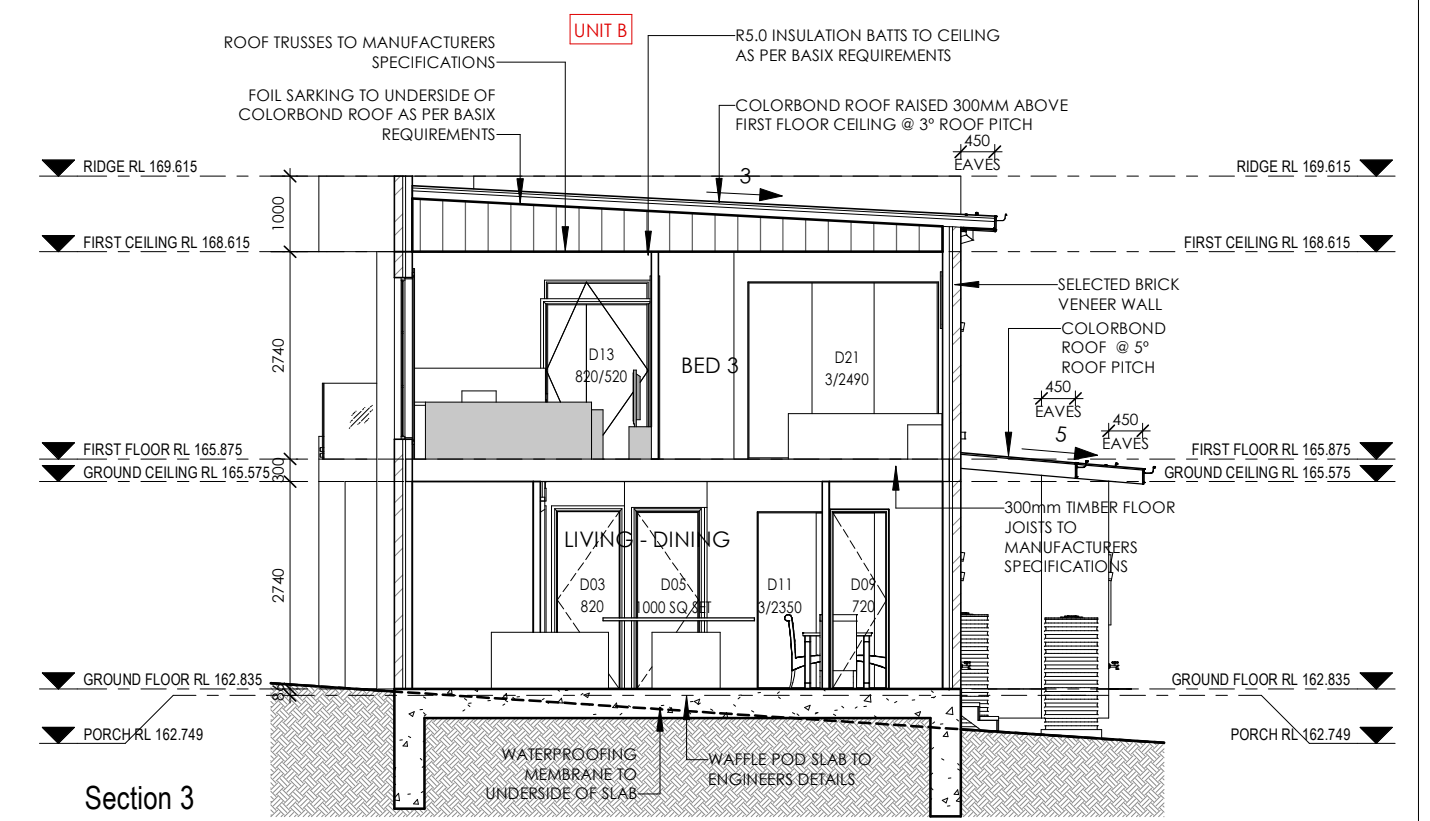 UNIT B
ROOF TRUSSES TO MANUFACTURERS
SPECIFICATIONS
R5.0 INSULATION BATTS TO CEILING
AS PER BASIX REQUIREMENTS
FOIL SARKING TO UNDERSIDE OF
COLORBOND ROOF AS PER BASIX
REQUIREMENTS
COLORBOND ROOF RAISED 300MM ABOVE
FIRST FLOOR CEILING @ 3° ROOF PITCH
450
EAVES
RIDGE RL 169.615
RIDGE RL 169.615
3
1000
FIRST CEILING RL 168.615
FIRST CEILING RL 168.615
SELECTED BRICK
VENEER WALL
COLORBOND
ROOF @ 5°
ROOF PITCH
2740
D13
820/520
BED 3
D21
3/2490
450
EAVES
450
EAVES
5
FIRST FLOOR RL 165.875
FIRST FLOOR RL 165.875
300
GROUND CEILING RL 165.575
GROUND CEILING RL 165.575
300mm TIMBER FLOOR
JOISTS TO
MANUFACTURERS
SPECIFICATIONS
LIVING - DINING
2740
D03
820
D05
1000 SQ SET
D11
3/2350
D09
720
GROUND FLOOR RL 162.835
GROUND FLOOR RL 162.835
PORCH RL 162.749
PORCH RL 162.749
WATERPROOFING
MEMBRANE TO
UNDERSIDE OF SLAB
WAFFLE POD SLAB TO
ENGINEERS DETAILS
Section 3